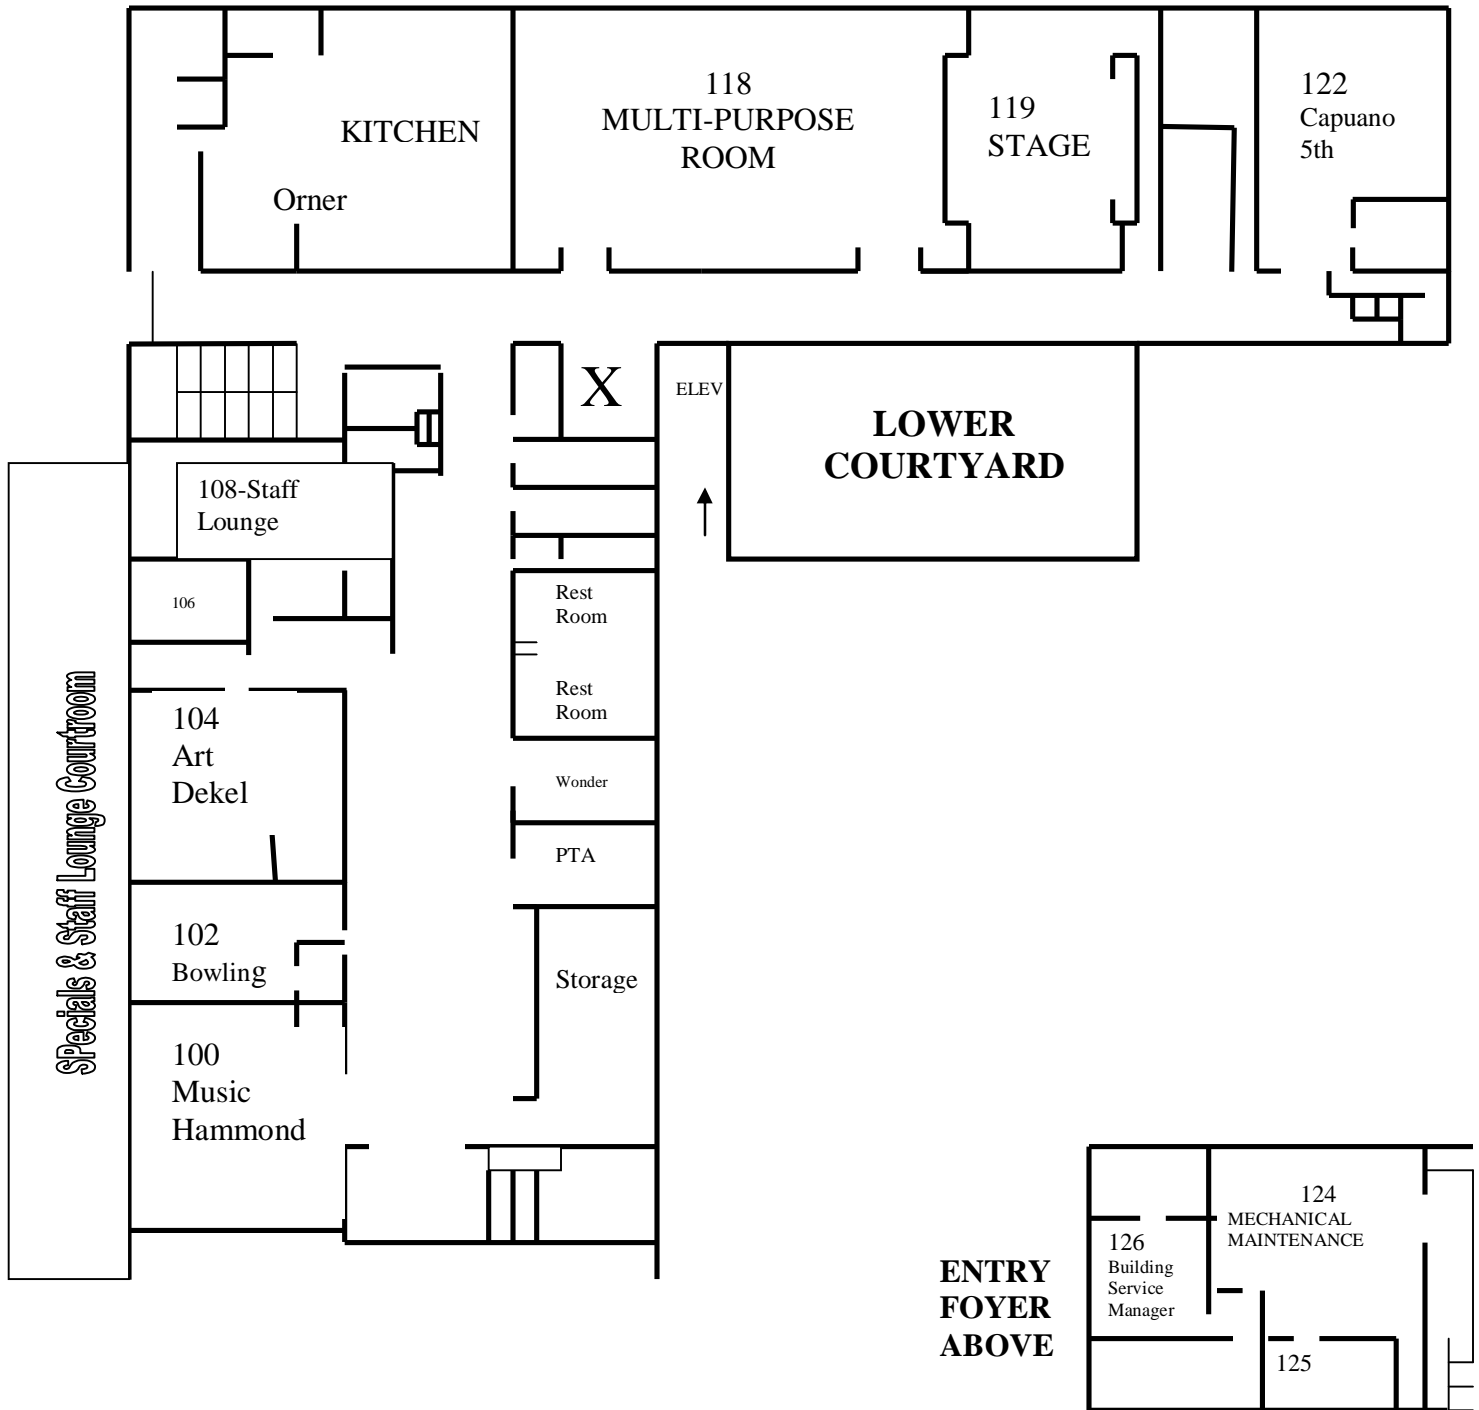 118
MULTI-PURPOSE
ROOM
119
STAGE
122
Capuano
5th
KITCHEN
Orner
X
ELEV
LOWER
COURTYARD
108-Staff
Lounge
106
Rest
Room
Rest
Room
104
Art
Dekel
Wonder
PTA
102
Bowling
Storage
100
Music
Hammond
SPecials & Staff Lounge Courtroom
124
MECHANICAL
MAINTENANCE
126
Building
Service
Manager
ENTRY
FOYER
ABOVE
125